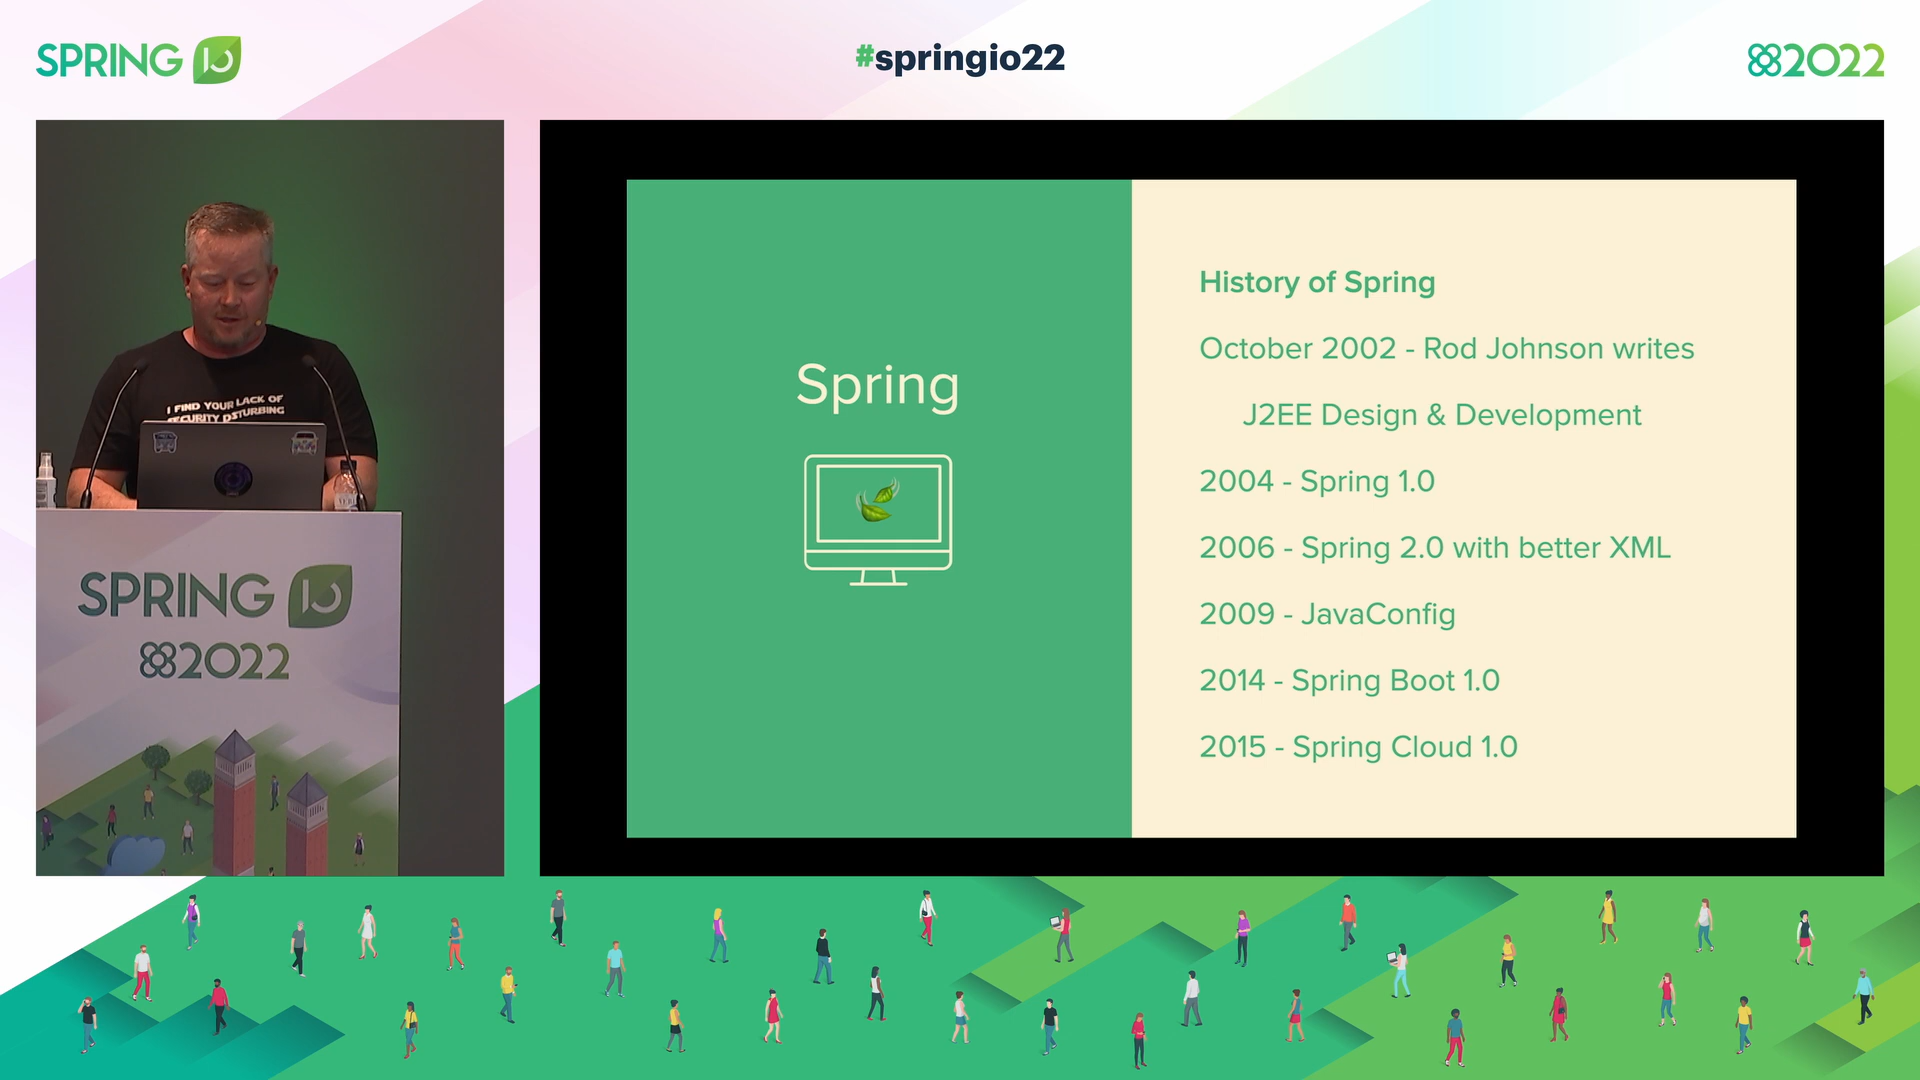 SPRING IO
#springio22
2022
I FIND YOUR LACK OF
SECURITY DISTURBING
SPRING IO
2022
Spring
History of Spring
October 2002 - Rod Johnson writes
J2EE Design & Development
2004 - Spring 1.0
2006 - Spring 2.0 with better XML
2009 - JavaConfig
2014 - Spring Boot 1.0
2015 - Spring Cloud 1.0